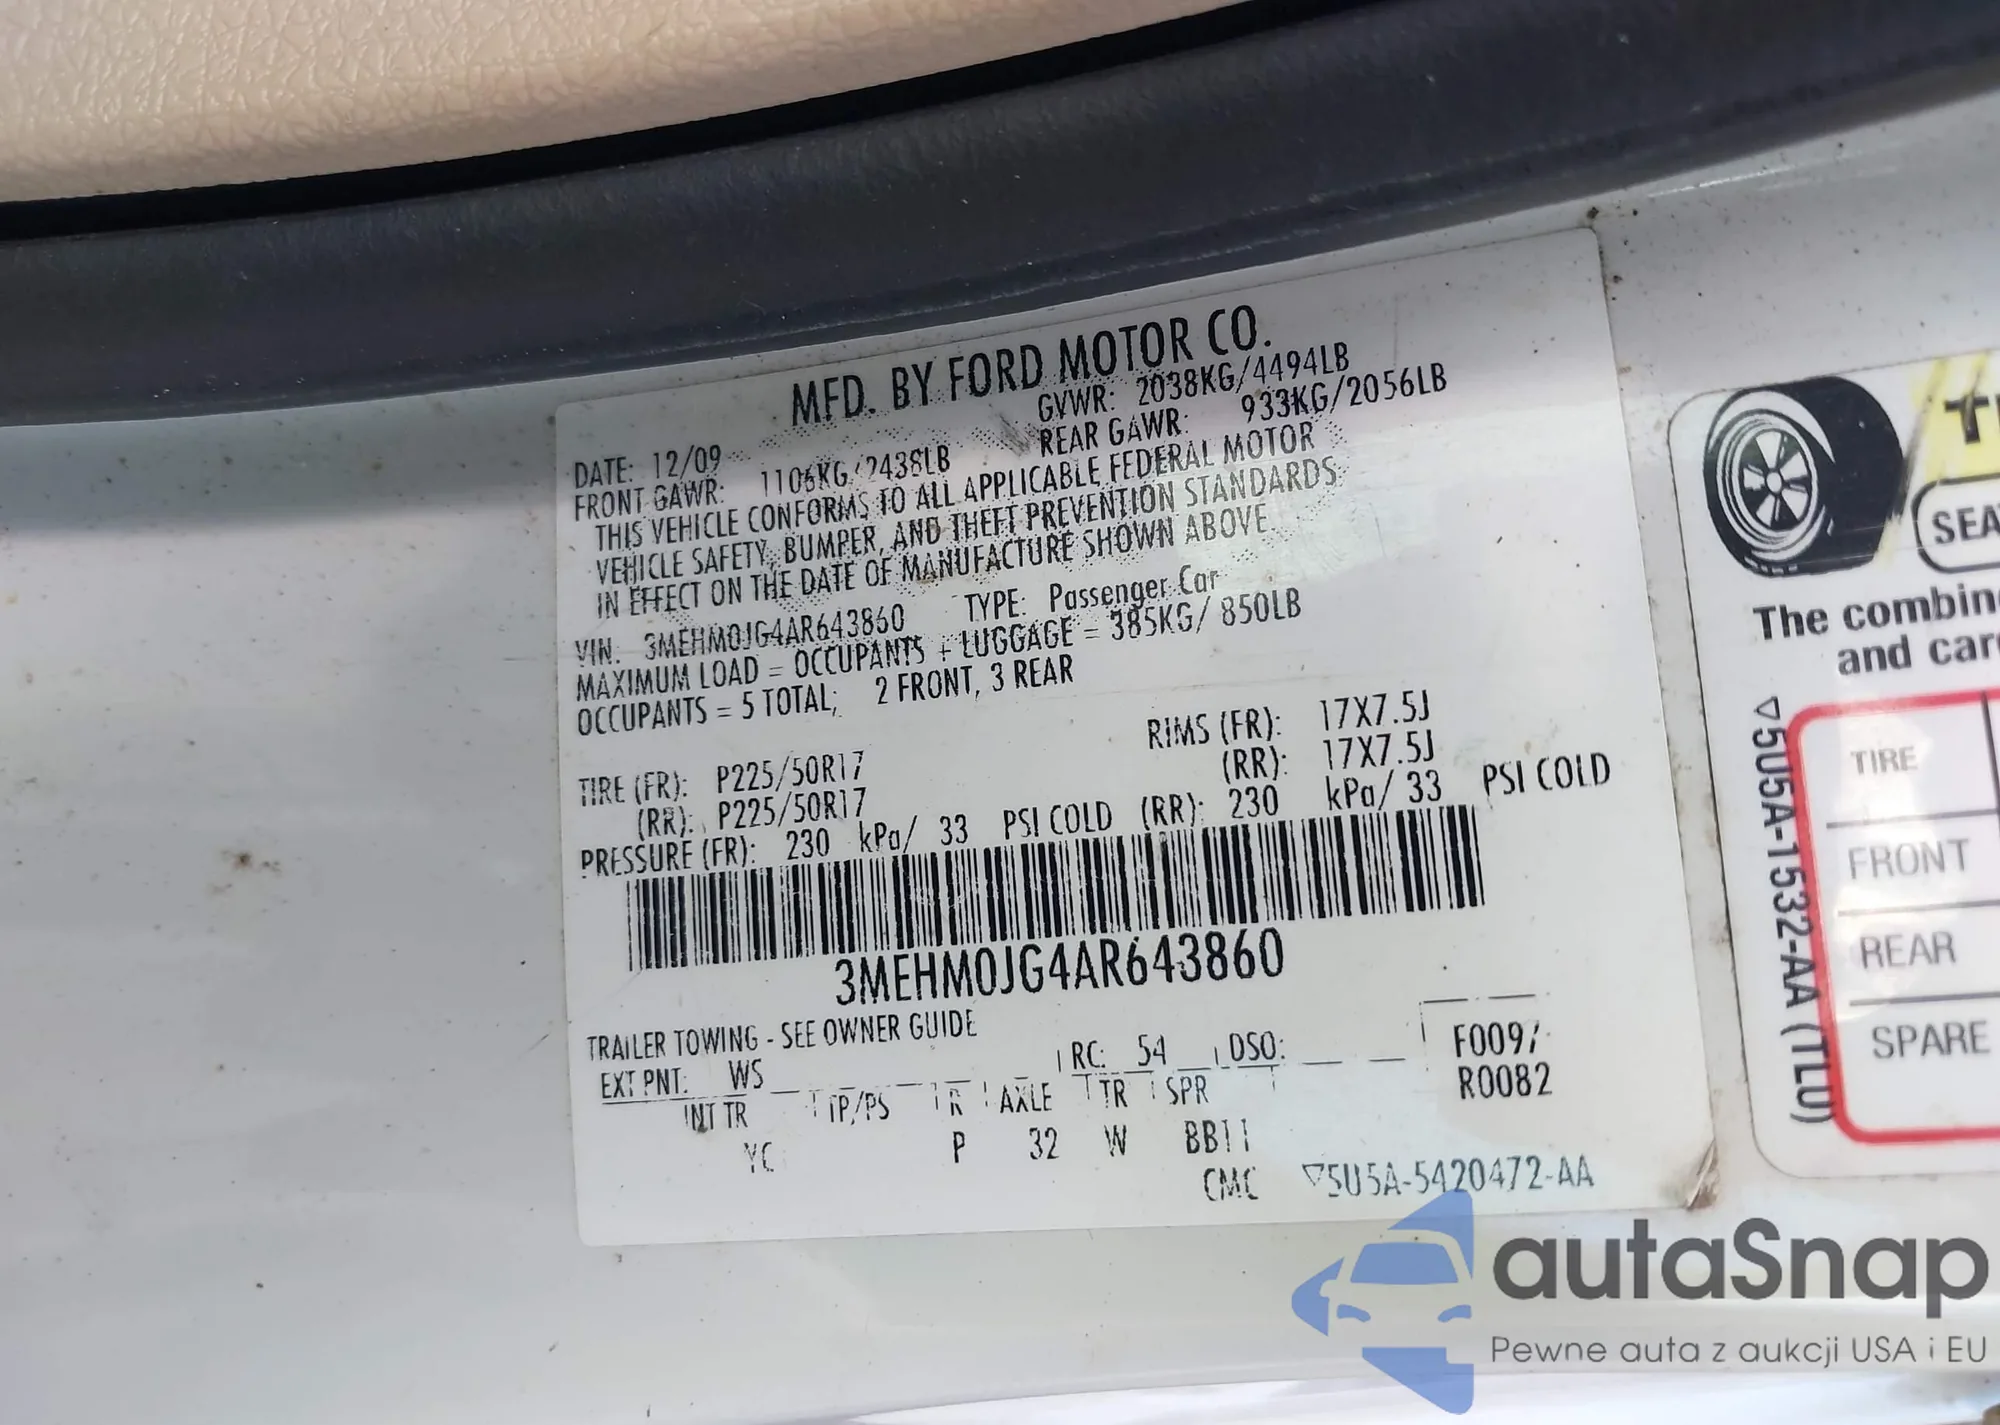 MFD. BY FORD MOTOR CO.
DATE: 12/09 GVWR: 2038KG/4494LB
FRONT GAWR: 1106KG/2438LB REAR GAWR: 933KG/2056LB
THIS VEHICLE CONFORMS TO ALL APPLICABLE FEDERAL MOTOR
VEHICLE SAFETY, BUMPER, AND THEFT PREVENTION STANDARDS
IN EFFECT ON THE DATE OF MANUFACTURE SHOWN ABOVE.
VIN: 3MEHM0JG4AR643860 TYPE: Passenger Car
MAXIMUM LOAD = OCCUPANTS + LUGGAGE = 385KG/ 850LB
OCCUPANTS = 5 TOTAL; 2 FRONT, 3 REAR
TIRE (FR): P225/50R17 RIMS (FR): 17X7.5J
(RR): P225/50R17 (RR): 17X7.5J
PRESSURE (FR): 230 kPa/ 33 PSI COLD (RR): 230 kPa/ 33 PSI COLD
3MEHM0JG4AR643860
TRAILER TOWING - SEE OWNER GUIDE
EXT PNT: WS RC: 54 DSO: F0097
INT TR TP/PS R AXLE TR SPR R0082
YC P 32 W BB11
CMC ▽5U5A-5420472-AA
SEA
The combin
and car
▽5U5A-1532-AA (TLU)
TIRE
FRONT
REAR
SPARE
autaSnap
Pewne auta z aukcji USA i EU